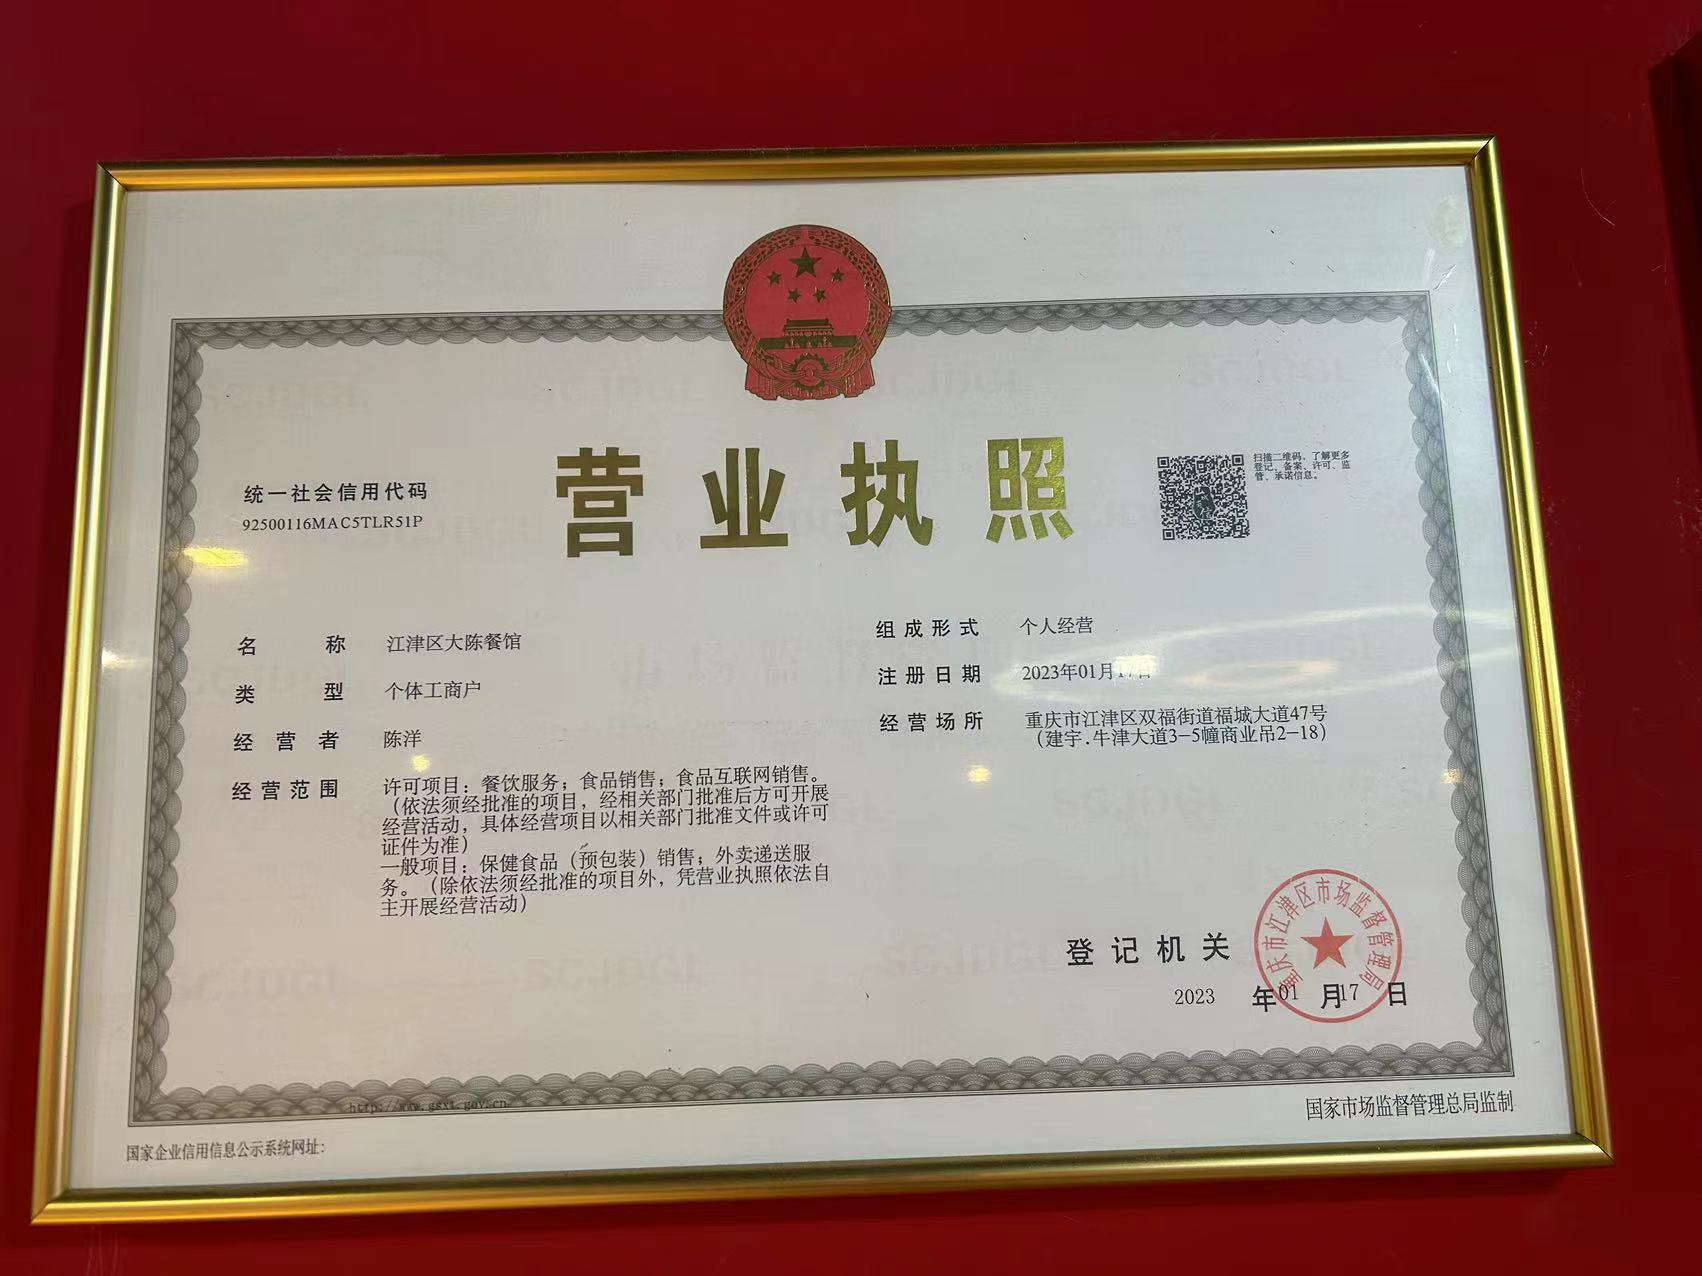 营业执照
统一社会信用代码
92500116MAC5TLR51P
扫描二维码，了解更多
登记、备案、许可、监
管、承诺信息。
名称 江津区大陈餐馆
类型 个体工商户
经营者 陈洋
经营范围 许可项目：餐饮服务；食品销售；食品互联网销售。
（依法须经批准的项目，经相关部门批准后方可开展
经营活动，具体经营项目以相关部门批准文件或许可
证件为准）
一般项目：保健食品（预包装）销售；外卖递送服
务。（除依法须经批准的项目外，凭营业执照依法自
主开展经营活动）
组成形式 个人经营
注册日期 2023年01月17日
经营场所 重庆市江津区双福街道福城大道47号
（建宇.牛津大道3-5幢商业吊2-18）
登记机关
重庆市江津区市场监督管理局
2023 年01 月17 日
http://www.gsxt.gov.cn
国家企业信用信息公示系统网址：
国家市场监督管理总局监制
SCJDGL